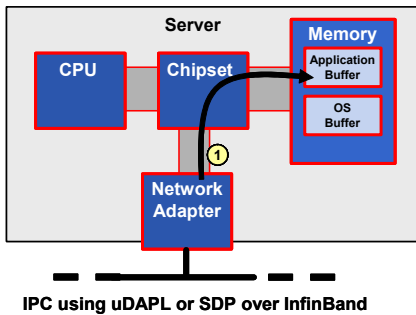 Server
Memory
Application
Buffer
OS
Buffer
CPU
Chipset
1
Network
Adapter
IPC using uDAPL or SDP over InfinBand